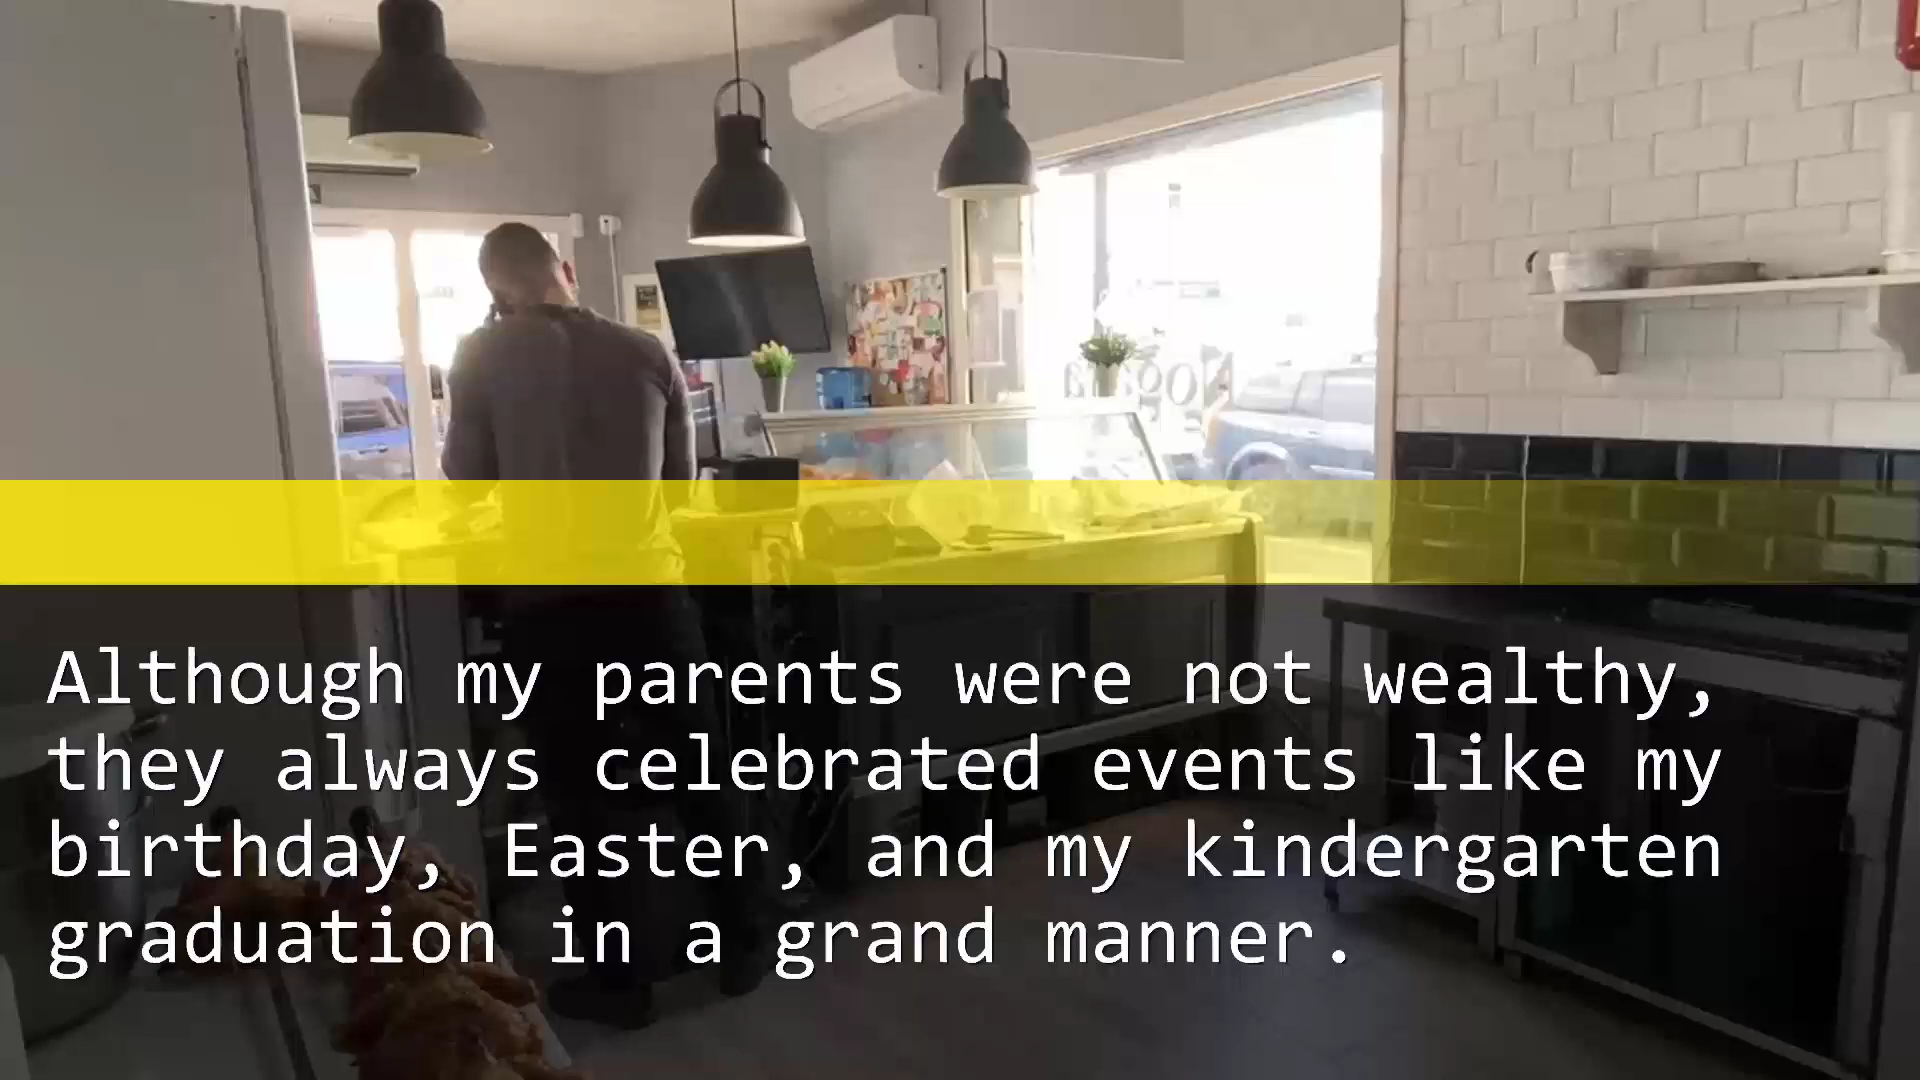 Although my parents were not wealthy,
they always celebrated events like my
birthday, Easter, and my kindergarten
graduation in a grand manner.